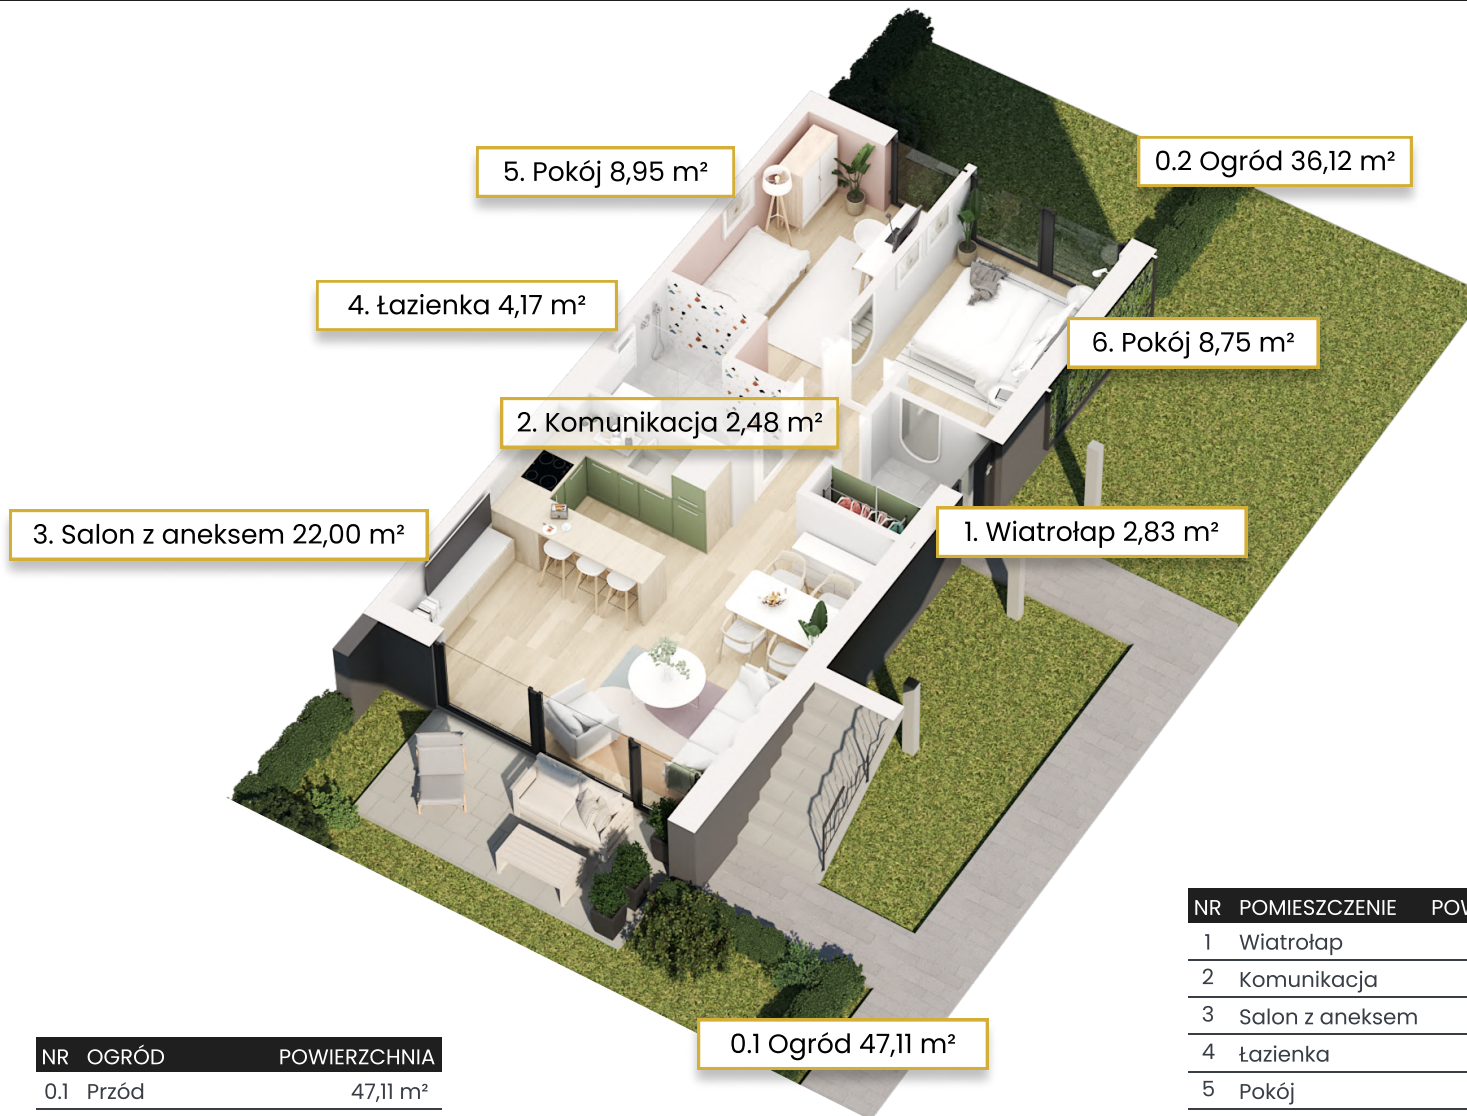 0.2 Ogród 36,12 m²
5. Pokój 8,95 m²
4. Łazienka 4,17 m²
6. Pokój 8,75 m²
2. Komunikacja 2,48 m²
3. Salon z aneksem 22,00 m²
1. Wiatrołap 2,83 m²
0.1 Ogród 47,11 m²
NR OGRÓD POWIERZCHNIA
0.1 Przód 47,11 m²
NR POMIESZCZENIE
1 Wiatrołap
2 Komunikacja
3 Salon z aneksem
4 Łazienka
5 Pokój